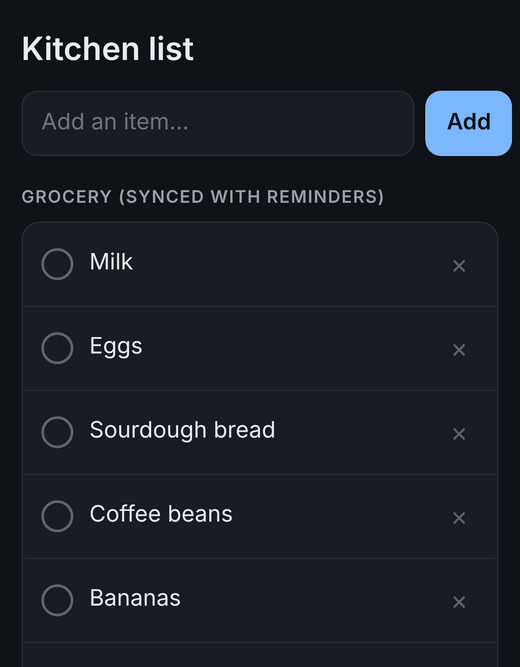 Kitchen list
Add an item...
Add
GROCERY (SYNCED WITH REMINDERS)
Milk
×
Eggs
×
Sourdough bread
×
Coffee beans
×
Bananas
×